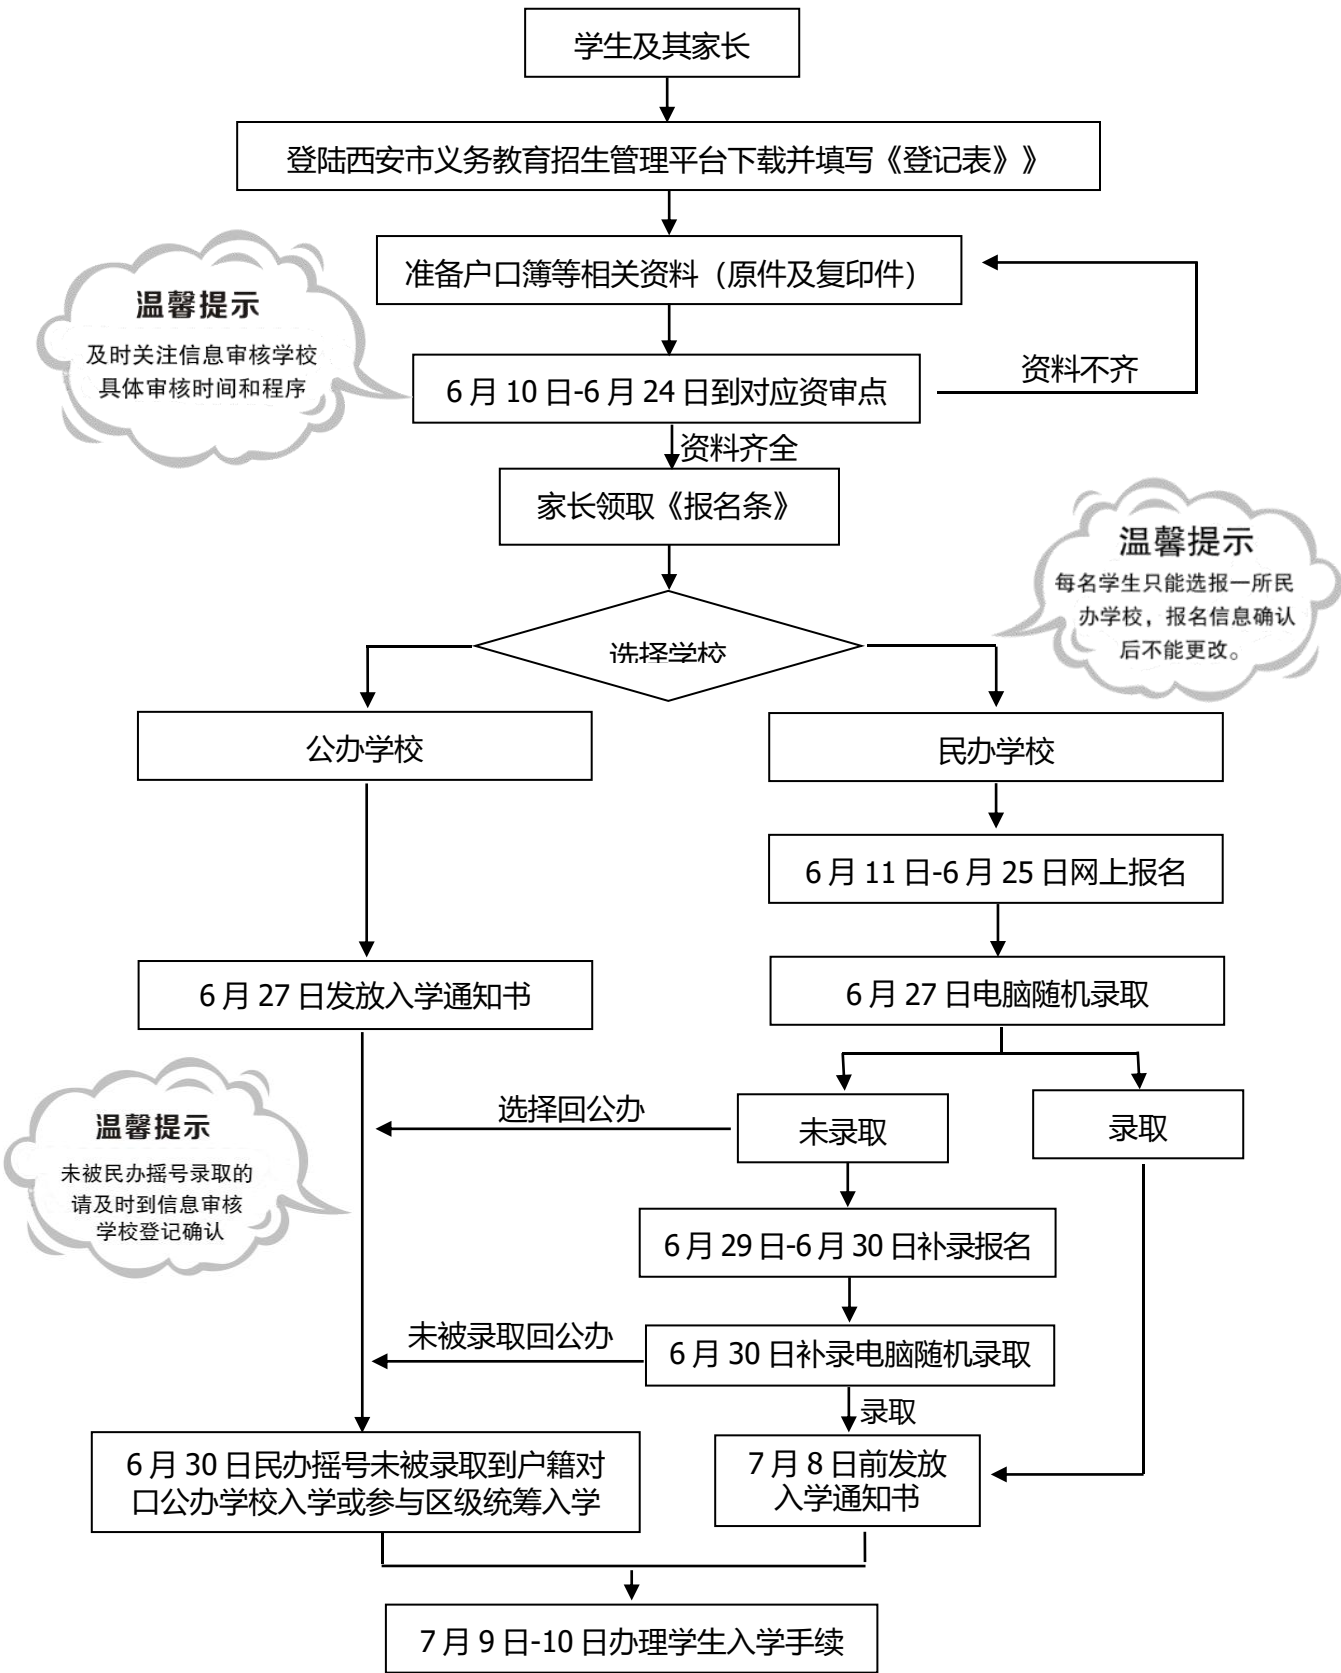 学生及其家长
登陆西安市义务教育招生管理平台下载并填写《登记表》》
准备户口簿等相关资料（原件及复印件）
温馨提示
及时关注信息审核学校
具体审核时间和程序
6月10日-6月24日到对应资审点
资料不齐
资料齐全
家长领取《报名条》
温馨提示
每名学生只能选报一所民
办学校，报名信息确认
后不能更改。
选择学校
公办学校
民办学校
6月11日-6月25日网上报名
6月27日发放入学通知书
6月27日电脑随机录取
温馨提示
未被民办摇号录取的
请及时到信息审核
学校登记确认
选择回公办
未录取
录取
6月29日-6月30日补录报名
未被录取回公办
6月30日补录电脑随机录取
录取
6月30日民办摇号未被录取到户籍对
口公办学校入学或参与区级统筹入学
7月8日前发放
入学通知书
7月9日-10日办理学生入学手续